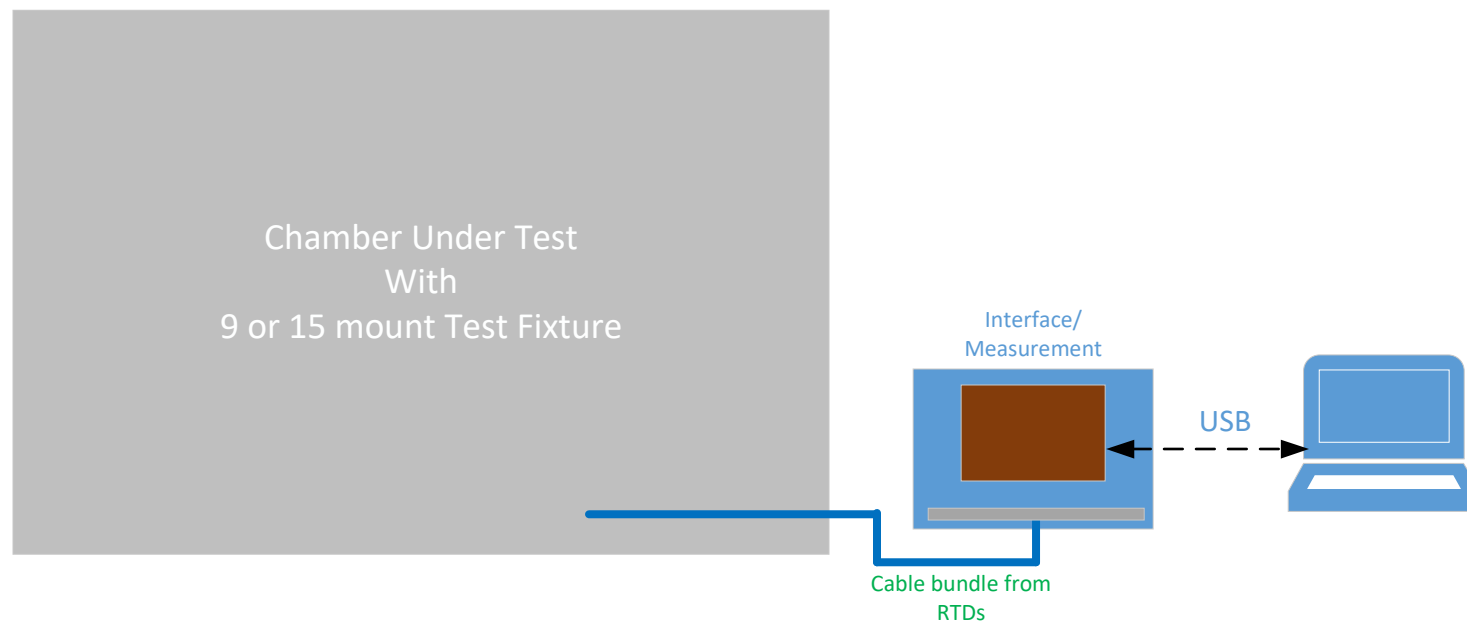 Chamber Under Test
With
9 or 15 mount Test Fixture
Interface/
Measurement
USB
Cable bundle from
RTDs